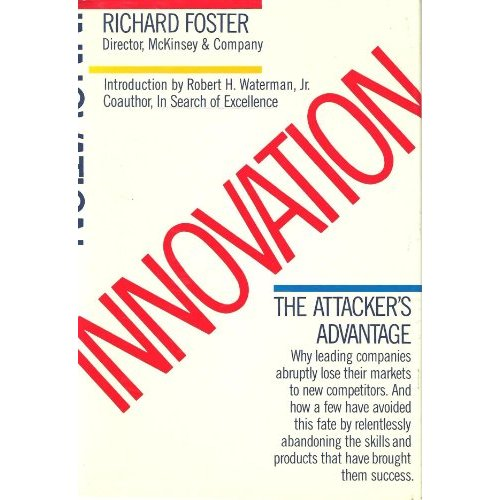 RICHARD FOSTER
Director, McKinsey & Company
Introduction by Robert H. Waterman, Jr.
Coauthor, In Search of Excellence
INNOVATION
THE ATTACKER'S
ADVANTAGE
Why leading companies
abruptly lose their markets
to new competitors. And
how a few have avoided
this fate by relentlessly
abandoning the skills and
products that have brought
them success.